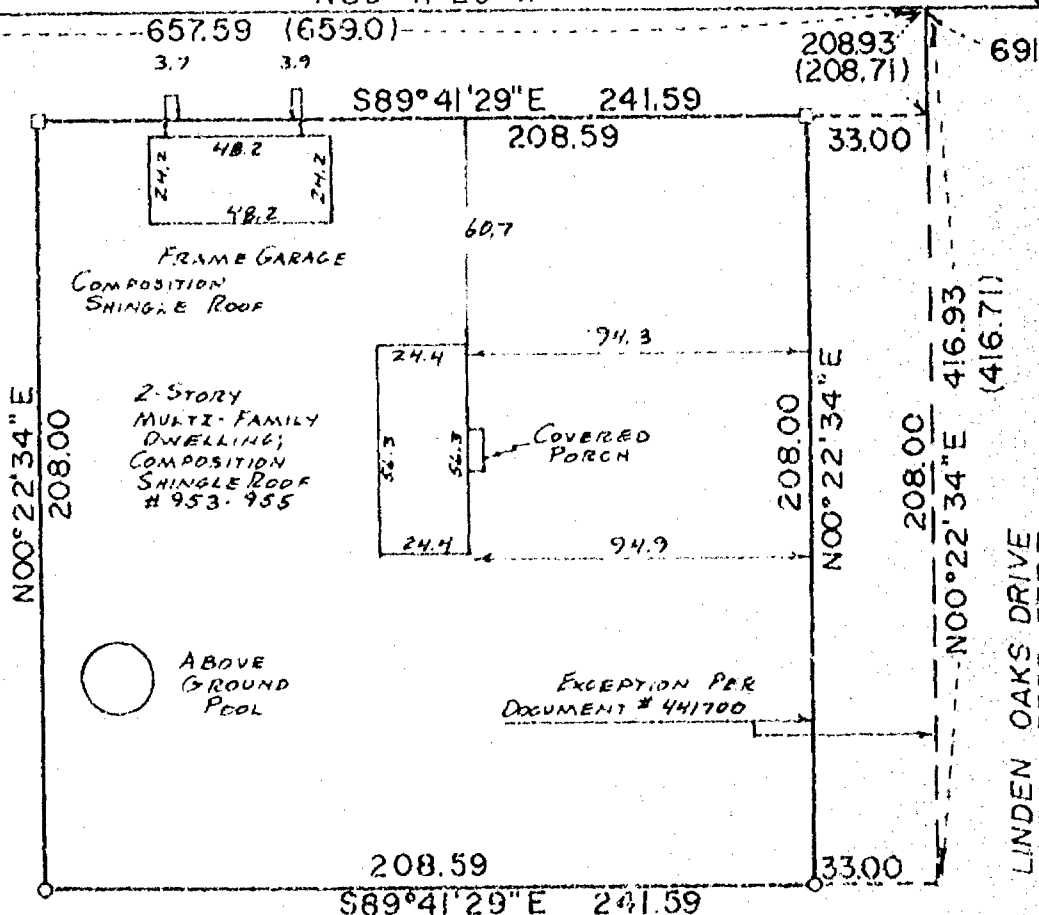 657.59 (659.0)
208.93
(208.71)
691
3.7
3.9
S89°41'29"E 241.59
208.59
33.00
48.2
24.2
24.2
48.2
60.7
FRAME GARAGE
COMPOSITION
SHINGLE ROOF
24.4
94.3
416.93
(416.71)
N00°22'34"E
208.00
2-STORY
MULTI-FAMILY
DWELLING;
COMPOSITION
SHINGLE ROOF
#953-955
56.3
56.3
COVERED
PORCH
208.00
N00°22'34"E
208.00
N00°22'34"E
24.4
94.9
LINDEN OAKS DRIVE
ABOVE
GROUND
POOL
EXCEPTION PER
DOCUMENT #441700
208.59
33.00
S89°41'29"E 241.59